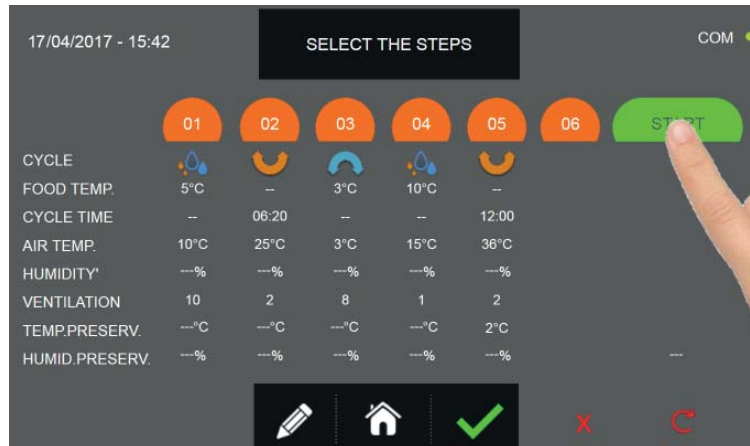 17/04/2017 - 15:42 SELECT THE STEPS COM
01 02 03 04 05 06 START
CYCLE
FOOD TEMP. 5°C -- 3°C 10°C --
CYCLE TIME -- 06:20 -- -- 12:00
AIR TEMP. 10°C 25°C 3°C 15°C 36°C
HUMIDITY' ---% ---% ---% ---% ---%
VENTILATION 10 2 8 1 2
TEMP.PRESERV. ---°C ---°C ---°C ---°C 2°C
HUMID.PRESERV. ---% ---% ---% ---% ---% ---
X